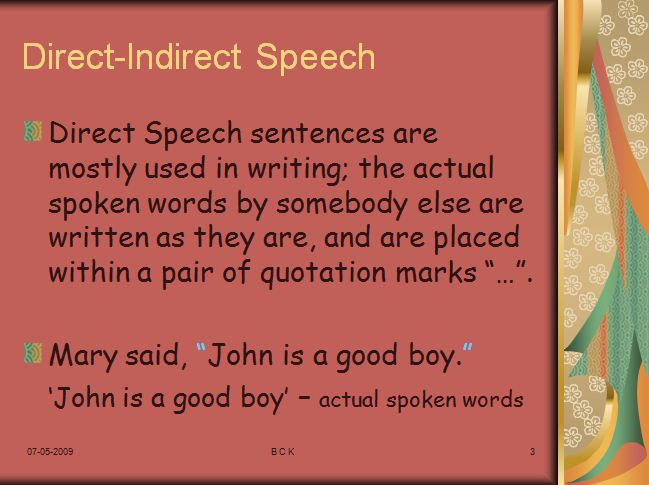 Direct-Indirect Speech
Direct Speech sentences are
mostly used in writing; the actual
spoken words by somebody else are
written as they are, and are placed
within a pair of quotation marks “…”.
Mary said, “John is a good boy.”
‘John is a good boy’ – actual spoken words
07-05-2009 B C K 3